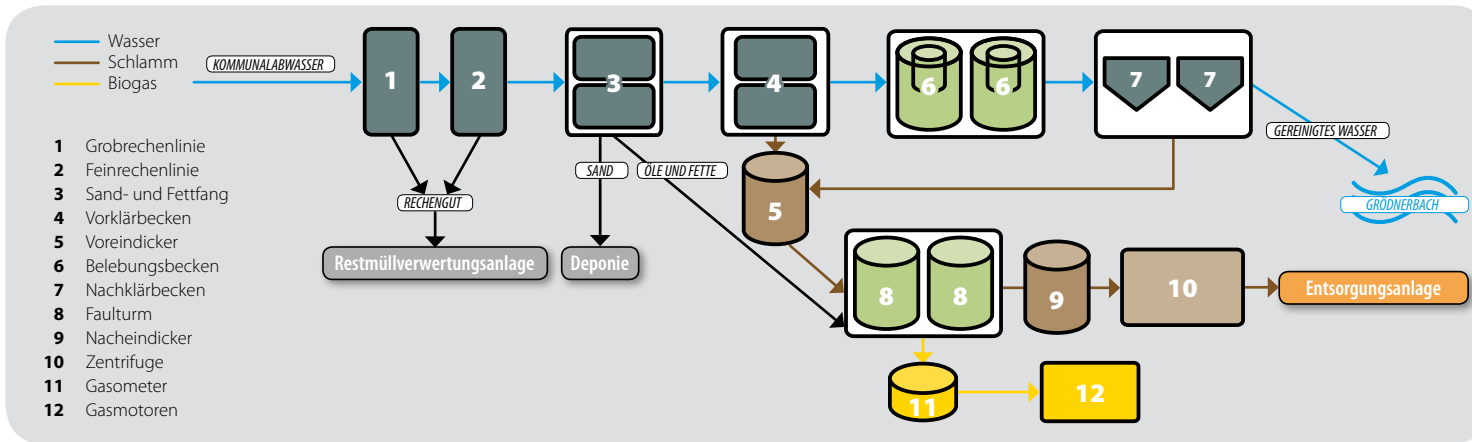 Wasser
Schlamm
Biogas
KOMMUNALABWASSER
1
2
3
4
6 6
7 7
GEREINIGTES WASSER
GRÖDNERBACH
RECHENGUT
SAND
ÖLE UND FETTE
5
Restmüllverwertungsanlage
Deponie
8 8
9
10
Entsorgungsanlage
11
12
1 Grobrechenlinie
2 Feinrechenlinie
3 Sand- und Fettfang
4 Vorklärbecken
5 Voreindicker
6 Belebungsbecken
7 Nachklärbecken
8 Faulturm
9 Nacheindicker
10 Zentrifuge
11 Gasometer
12 Gasmotoren